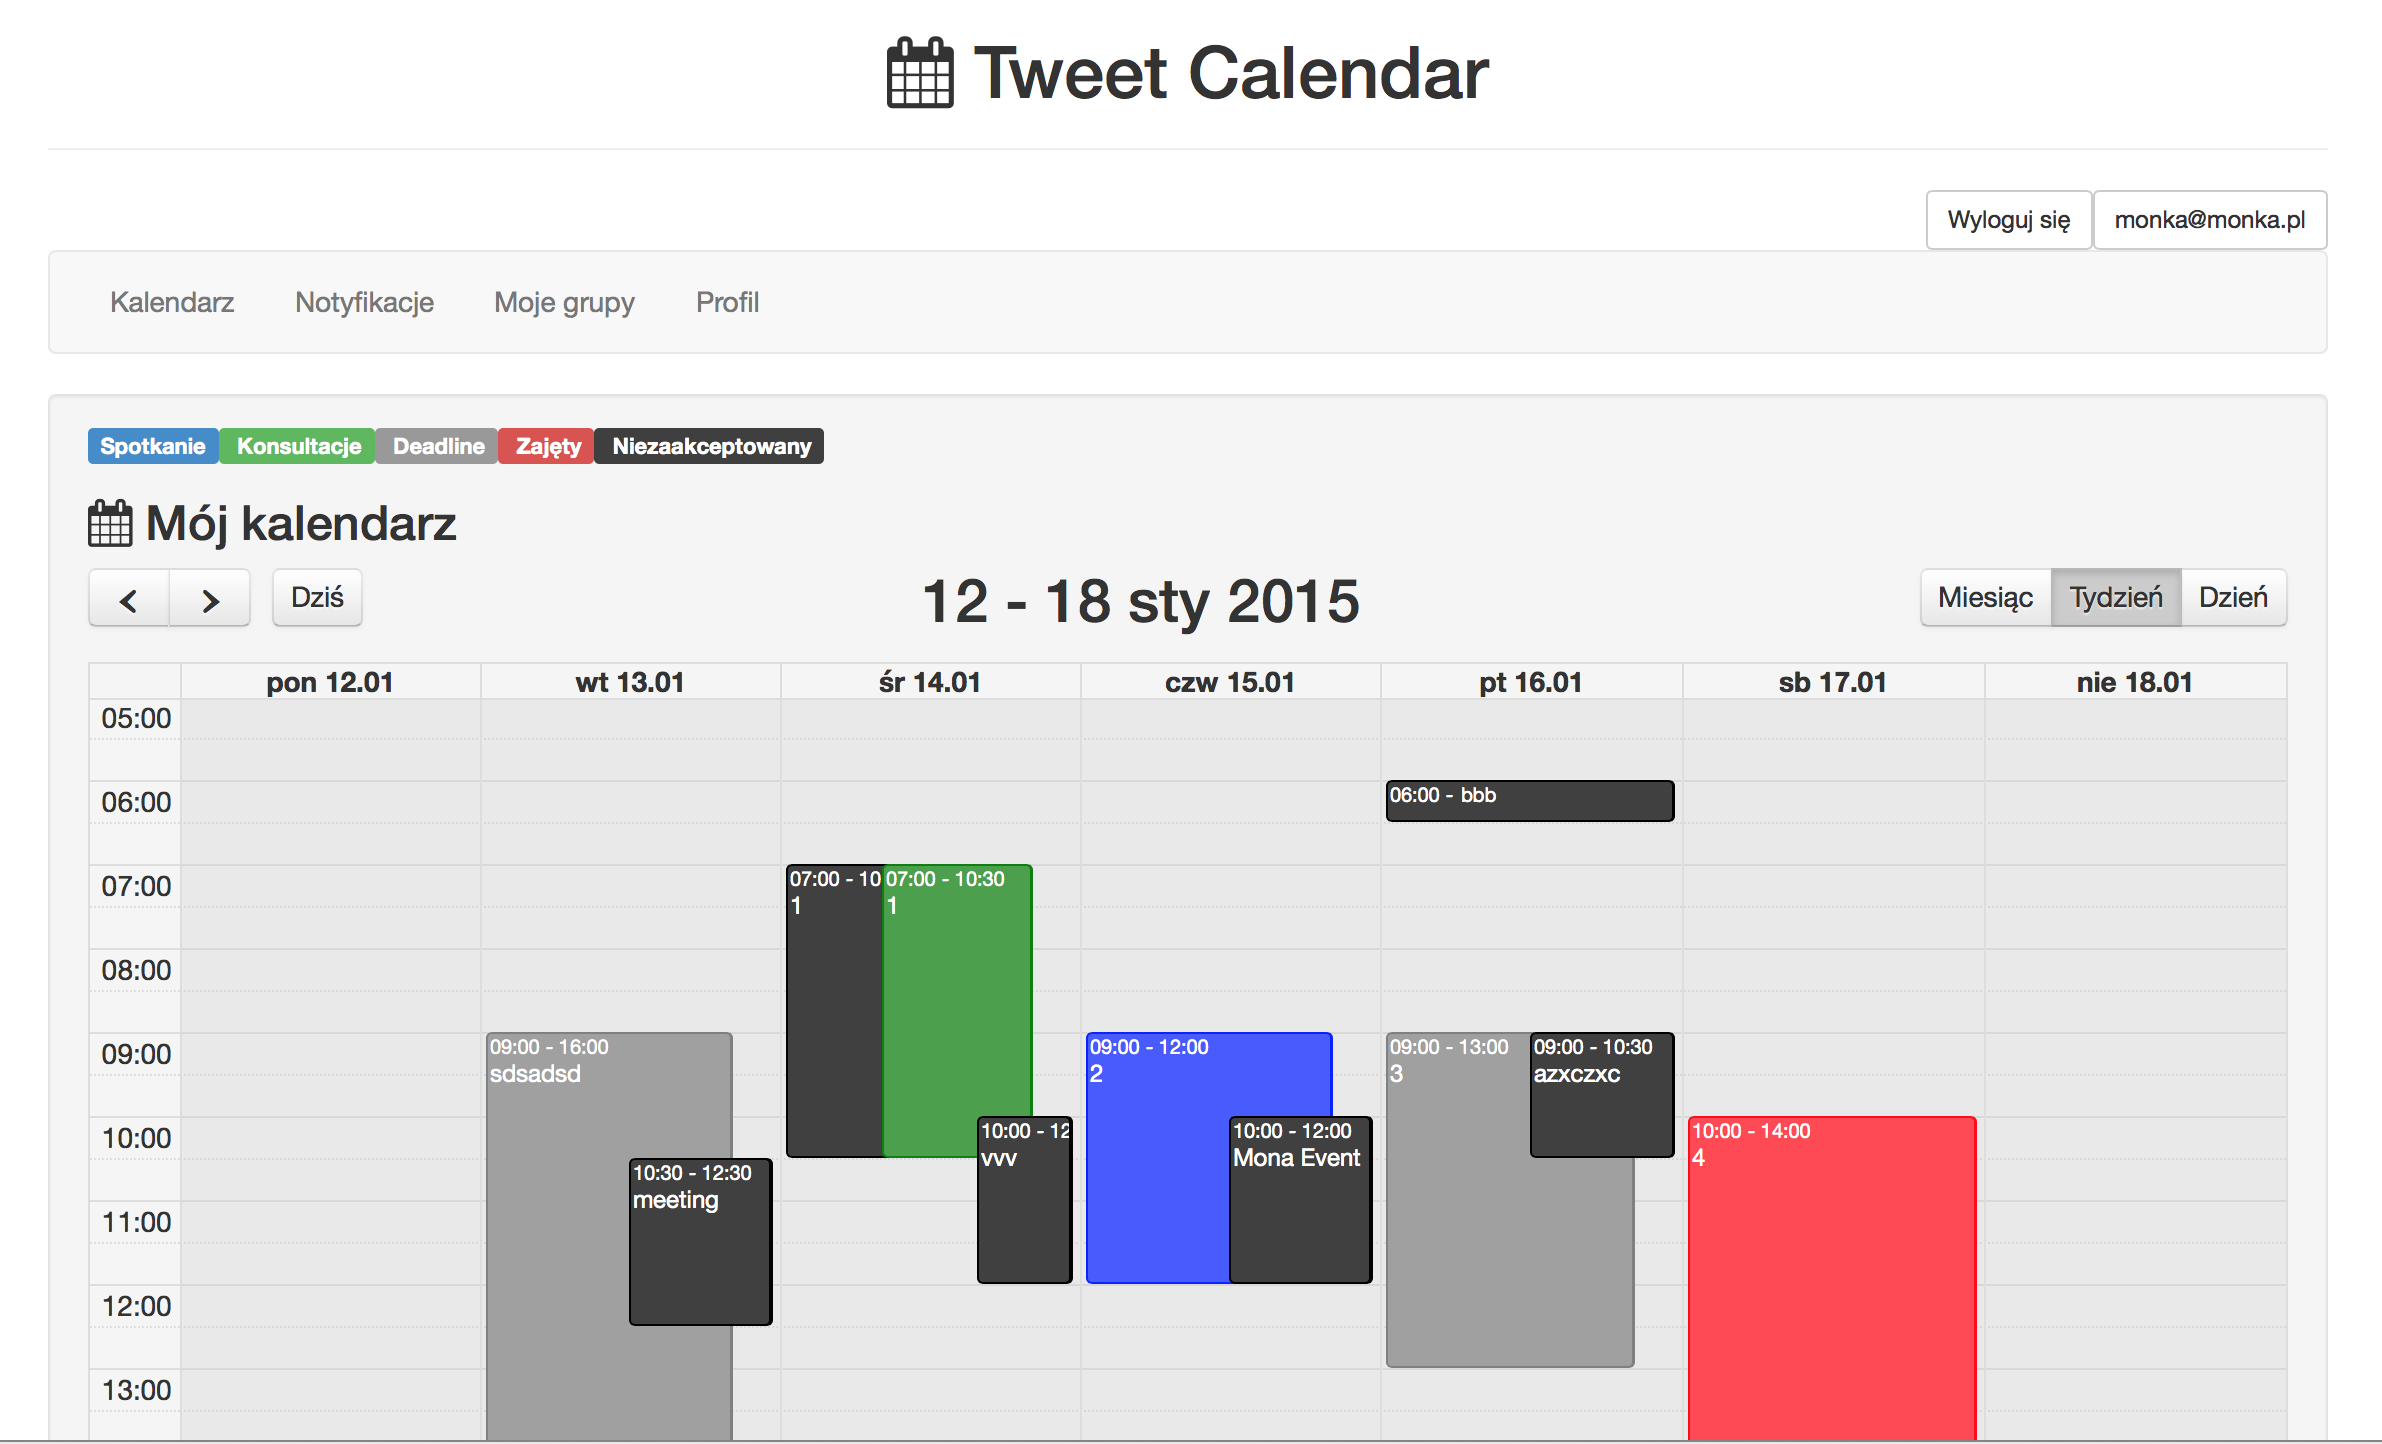 Tweet Calendar
Wyloguj się monka@monka.pl
Kalendarz Notyfikacje Moje grupy Profil
Spotkanie Konsultacje Deadline Zajęty Niezaakceptowany
Mój kalendarz
Dziś 12 - 18 sty 2015 Miesiąc Tydzień Dzień
pon 12.01 wt 13.01 śr 14.01 czw 15.01 pt 16.01 sb 17.01 nie 18.01
05:00
06:00 06:00 - bbb
07:00 07:00 - 10 07:00 - 10:30
1 1
08:00
09:00 09:00 - 16:00 09:00 - 12:00 09:00 - 13:00 09:00 - 10:30
sdsadsd 2 3 azxczxc
10:00 10:00 - 12 10:00 - 12:00 10:00 - 14:00
vvv Mona Event 4
10:30 - 12:30
meeting
11:00
12:00
13:00